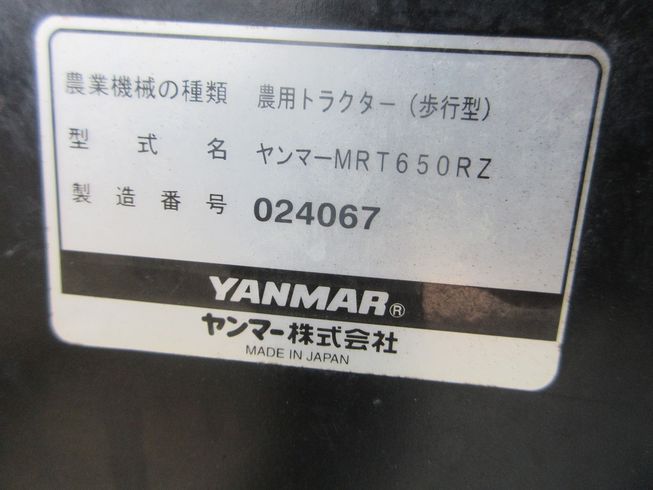 農業機械の種類 農用トラクター（歩行型）
型式名 ヤンマーMRT650RZ
製造番号 024067
YANMAR®
ヤンマー株式会社
MADE IN JAPAN